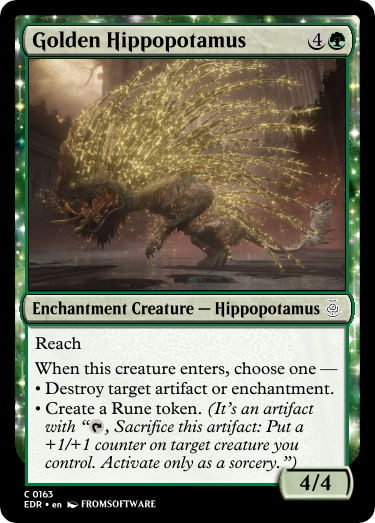 Golden Hippopotamus 4
Enchantment Creature — Hippopotamus
Reach
When this creature enters, choose one —
• Destroy target artifact or enchantment.
• Create a Rune token. (It's an artifact
with “, Sacrifice this artifact: Put a
+1/+1 counter on target creature you
control. Activate only as a sorcery.”)
4/4
C 0163
EDR • en FROMSOFTWARE